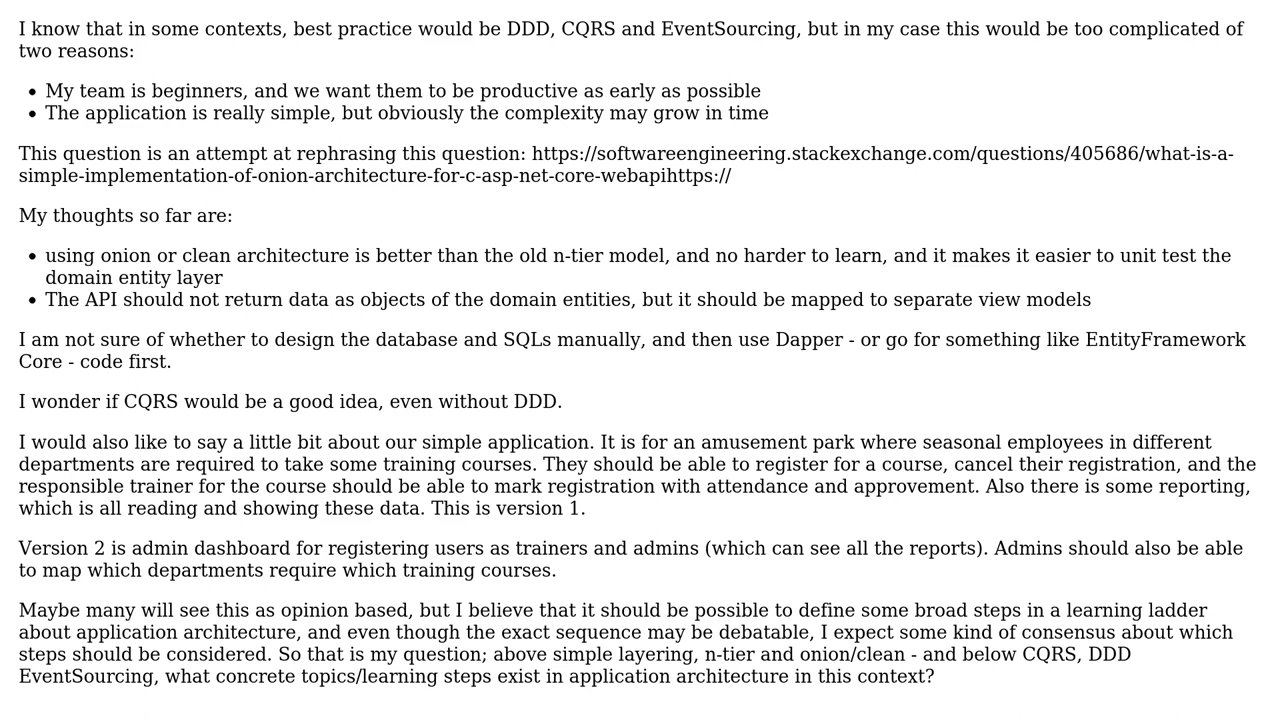 I know that in some contexts, best practice would be DDD, CQRS and EventSourcing, but in my case this would be too complicated of
two reasons:
• My team is beginners, and we want them to be productive as early as possible
• The application is really simple, but obviously the complexity may grow in time
This question is an attempt at rephrasing this question: https://softwareengineering.stackexchange.com/questions/405686/what-is-a-
simple-implementation-of-onion-architecture-for-c-asp-net-core-webapihttps://
My thoughts so far are:
• using onion or clean architecture is better than the old n-tier model, and no harder to learn, and it makes it easier to unit test the
domain entity layer
• The API should not return data as objects of the domain entities, but it should be mapped to separate view models
I am not sure of whether to design the database and SQLs manually, and then use Dapper - or go for something like EntityFramework
Core - code first.
I wonder if CQRS would be a good idea, even without DDD.
I would also like to say a little bit about our simple application. It is for an amusement park where seasonal employees in different
departments are required to take some training courses. They should be able to register for a course, cancel their registration, and the
responsible trainer for the course should be able to mark registration with attendance and approvement. Also there is some reporting,
which is all reading and showing these data. This is version 1.
Version 2 is admin dashboard for registering users as trainers and admins (which can see all the reports). Admins should also be able
to map which departments require which training courses.
Maybe many will see this as opinion based, but I believe that it should be possible to define some broad steps in a learning ladder
about application architecture, and even though the exact sequence may be debatable, I expect some kind of consensus about which
steps should be considered. So that is my question; above simple layering, n-tier and onion/clean - and below CQRS, DDD
EventSourcing, what concrete topics/learning steps exist in application architecture in this context?